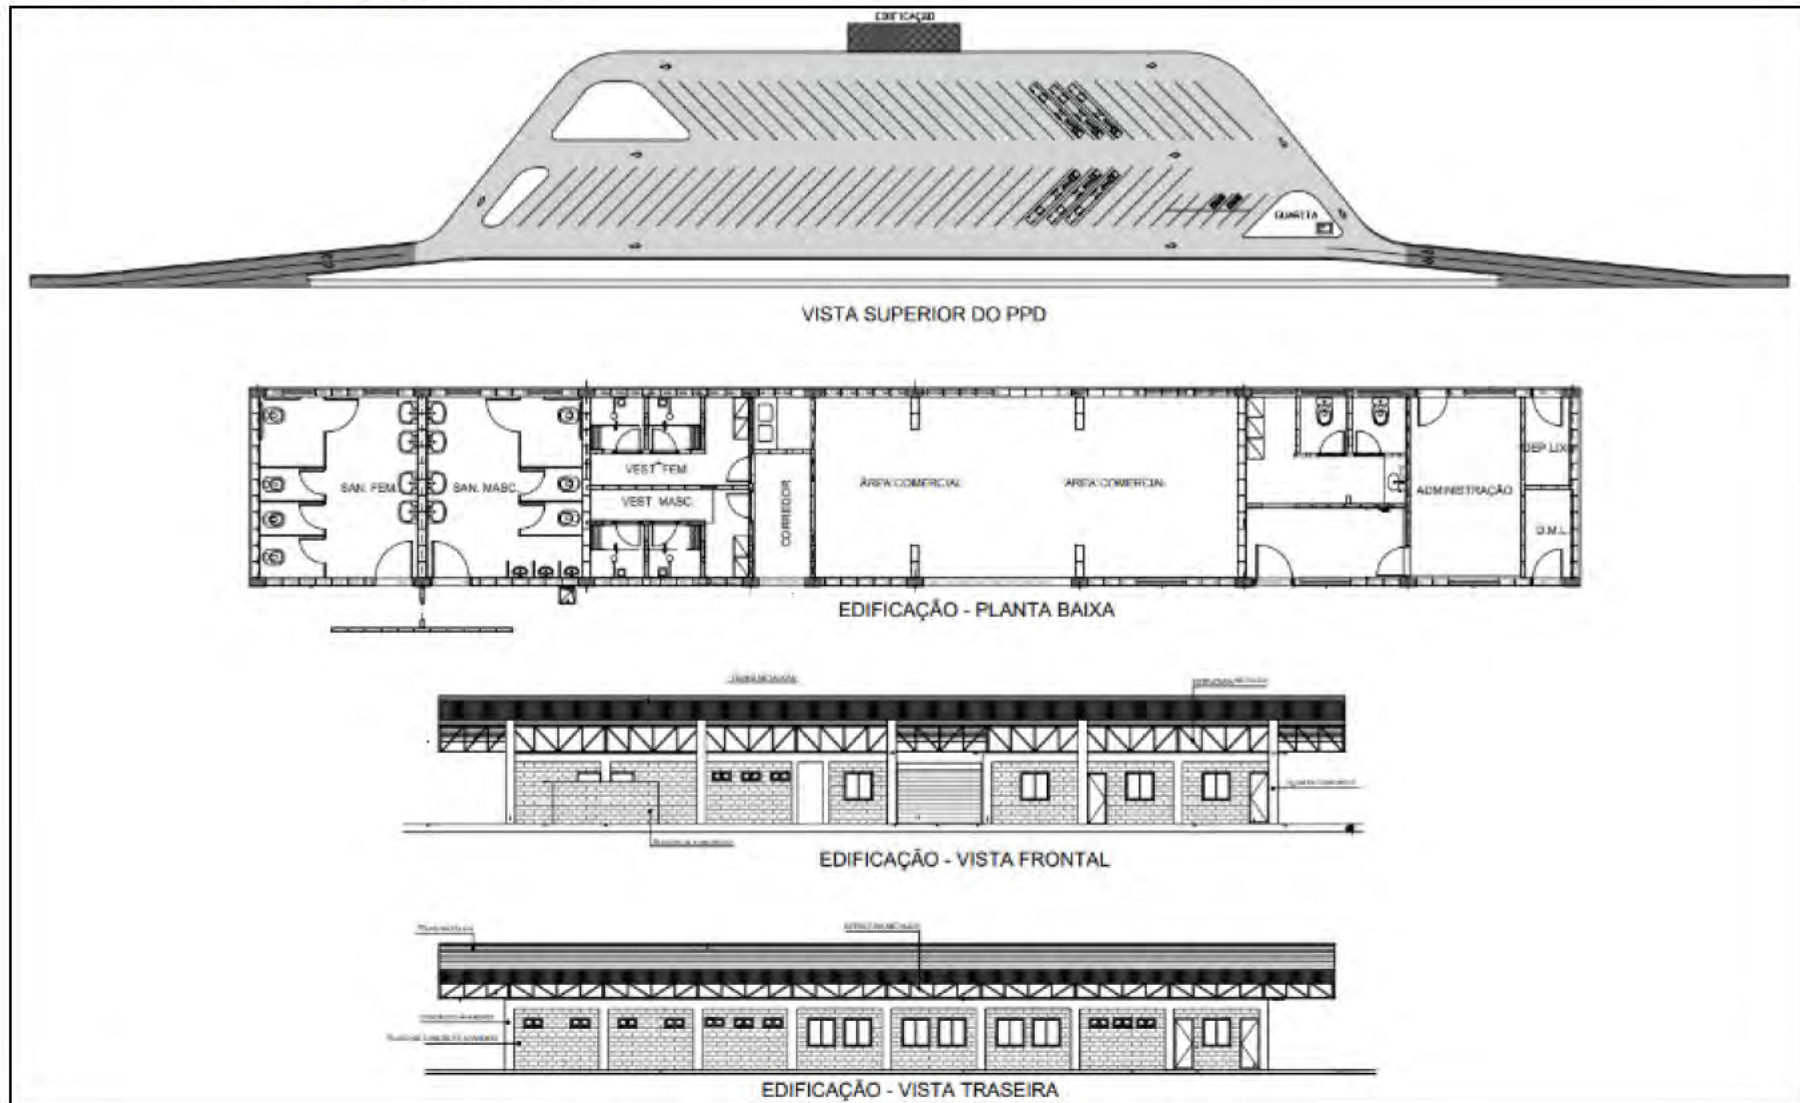 EDIFICAÇÃO
GUARITA
VISTA SUPERIOR DO PPD
SAN. FEM.
SAN. MASC.
VEST. FEM.
VEST. MASC.
CORREDOR
ÁREA COMERCIAL
ÁREA COMERCIAL
ADMINISTRAÇÃO
DEP. LIXO
D.M.L.
EDIFICAÇÃO - PLANTA BAIXA
EDIFICAÇÃO - VISTA FRONTAL
EDIFICAÇÃO - VISTA TRASEIRA